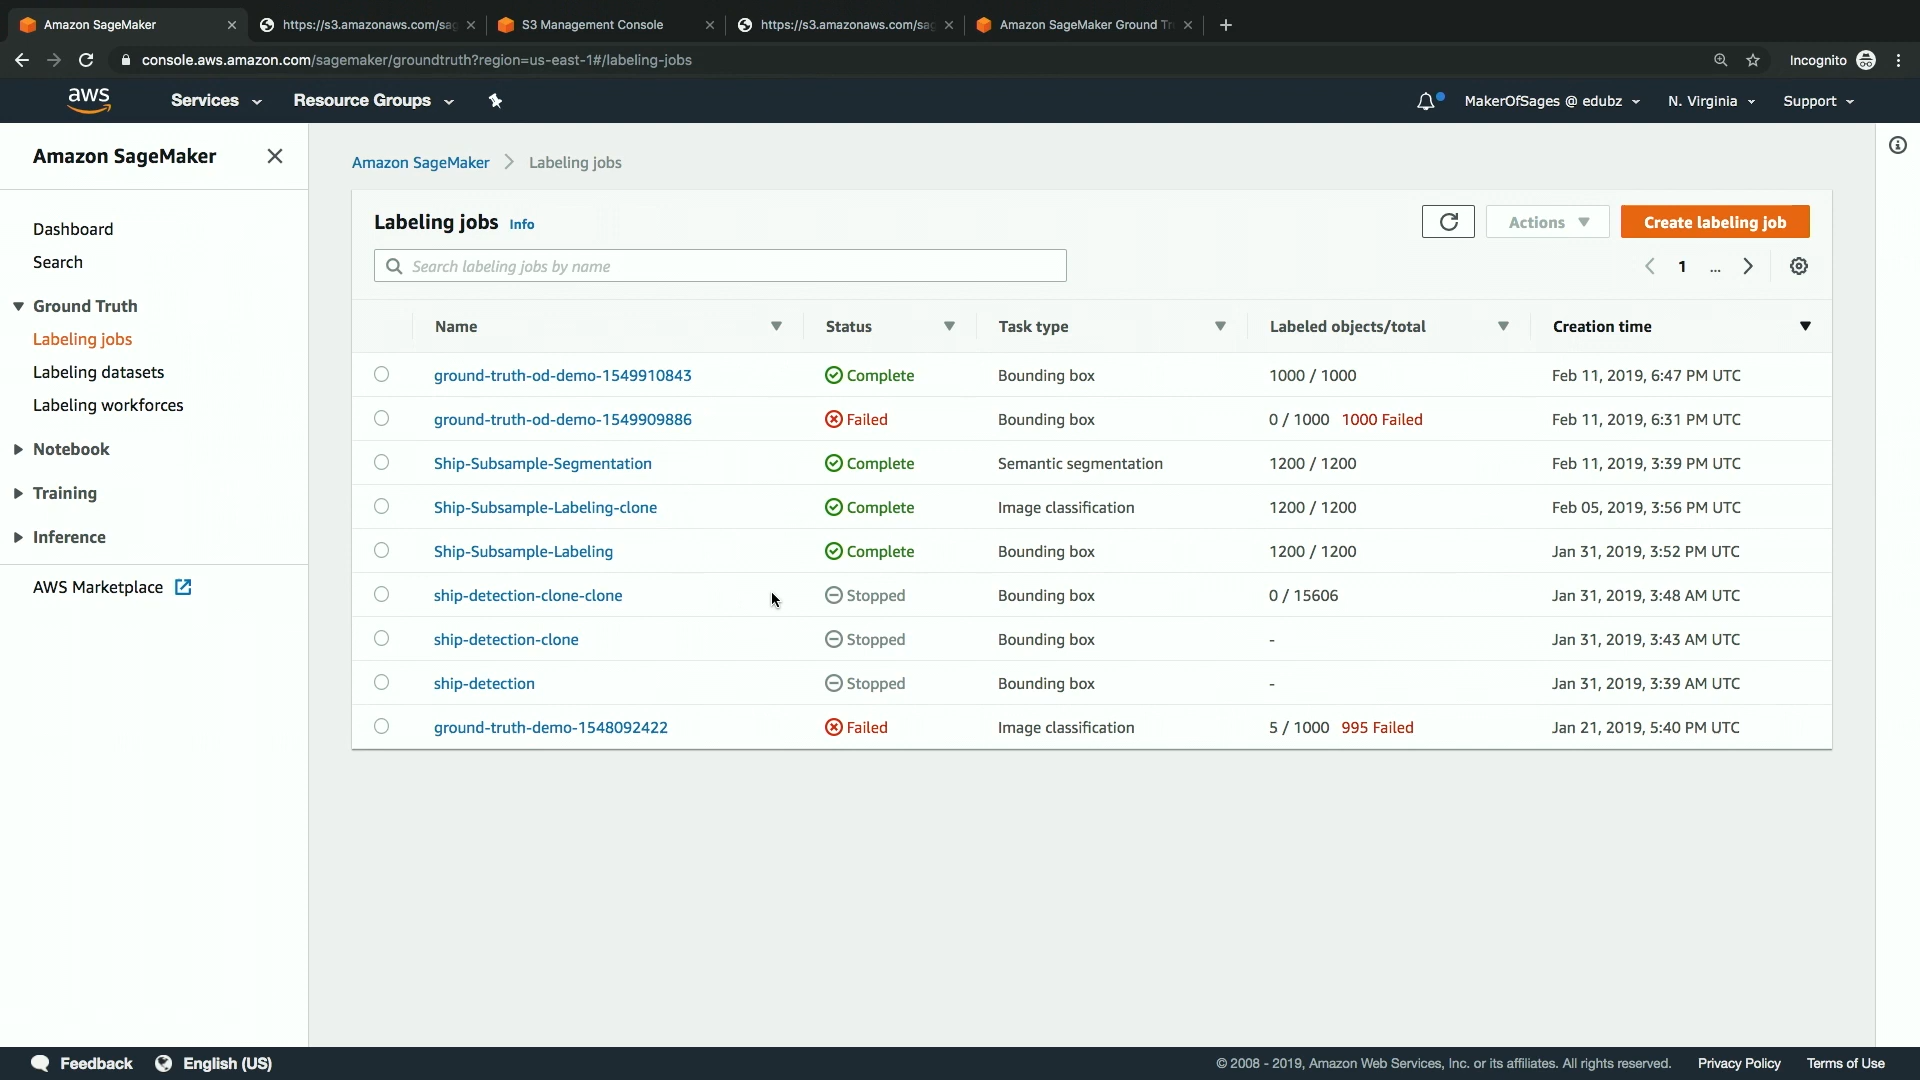 Amazon SageMaker
https://s3.amazonaws.com/sag
S3 Management Console
https://s3.amazonaws.com/sag
Amazon SageMaker Ground Tr
console.aws.amazon.com/sagemaker/groundtruth?region=us-east-1#/labeling-jobs
Incognito
aws
Services
Resource Groups
MakerOfSages @ edubz
N. Virginia
Support
Amazon SageMaker
Dashboard
Search
Ground Truth
Labeling jobs
Labeling datasets
Labeling workforces
Notebook
Training
Inference
AWS Marketplace
Amazon SageMaker > Labeling jobs
Labeling jobs Info
Actions
Create labeling job
Search labeling jobs by name
1 ...
Name Status Task type Labeled objects/total Creation time
ground-truth-od-demo-1549910843 Complete Bounding box 1000 / 1000 Feb 11, 2019, 6:47 PM UTC
ground-truth-od-demo-1549909886 Failed Bounding box 0 / 1000 1000 Failed Feb 11, 2019, 6:31 PM UTC
Ship-Subsample-Segmentation Complete Semantic segmentation 1200 / 1200 Feb 11, 2019, 3:39 PM UTC
Ship-Subsample-Labeling-clone Complete Image classification 1200 / 1200 Feb 05, 2019, 3:56 PM UTC
Ship-Subsample-Labeling Complete Bounding box 1200 / 1200 Jan 31, 2019, 3:52 PM UTC
ship-detection-clone-clone Stopped Bounding box 0 / 15606 Jan 31, 2019, 3:48 AM UTC
ship-detection-clone Stopped Bounding box - Jan 31, 2019, 3:43 AM UTC
ship-detection Stopped Bounding box - Jan 31, 2019, 3:39 AM UTC
ground-truth-demo-1548092422 Failed Image classification 5 / 1000 995 Failed Jan 21, 2019, 5:40 PM UTC
Feedback
English (US)
© 2008 - 2019, Amazon Web Services, Inc. or its affiliates. All rights reserved.
Privacy Policy
Terms of Use